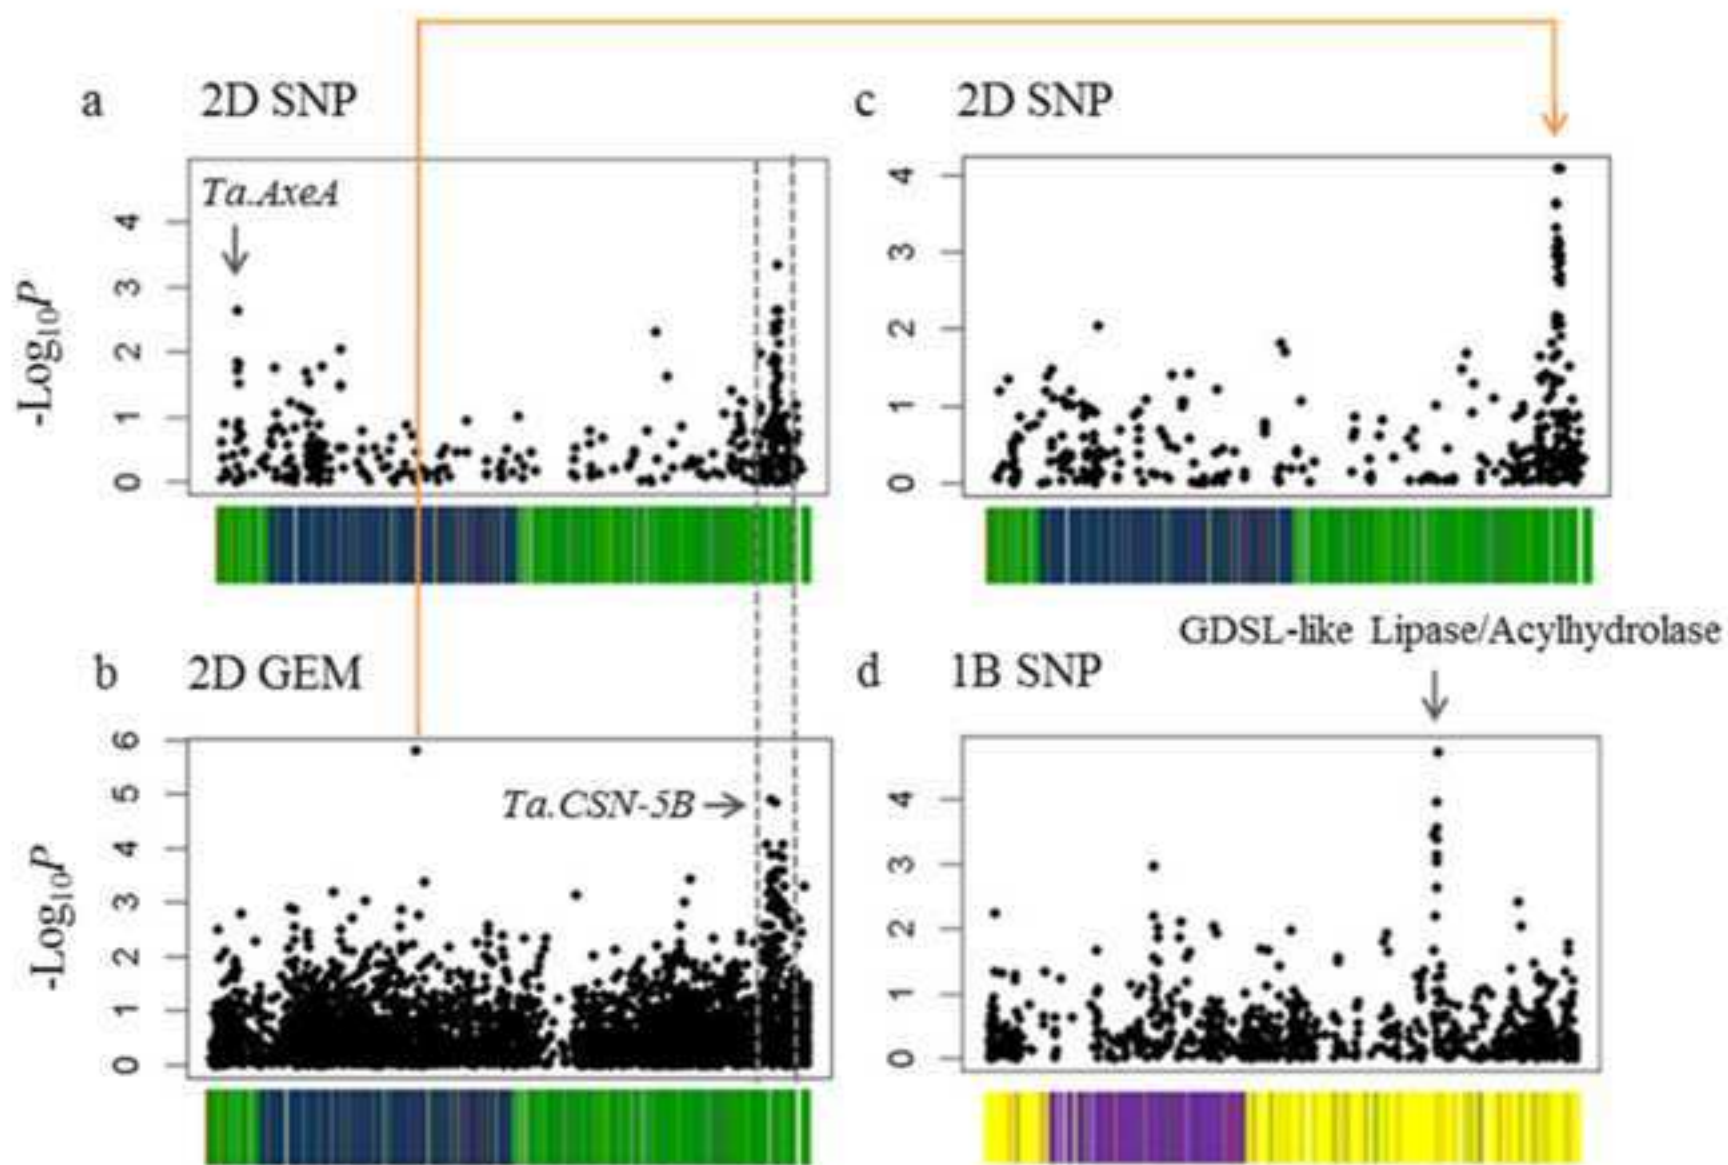 a 2D SNP
-Log10P
Ta.AxeA
4
3
2
1
0
c 2D SNP
4
3
2
1
0
b 2D GEM
-Log10P
Ta.CSN-5B
6
5
4
3
2
1
0
GDSL-like Lipase/Acylhydrolase
d 1B SNP
4
3
2
1
0